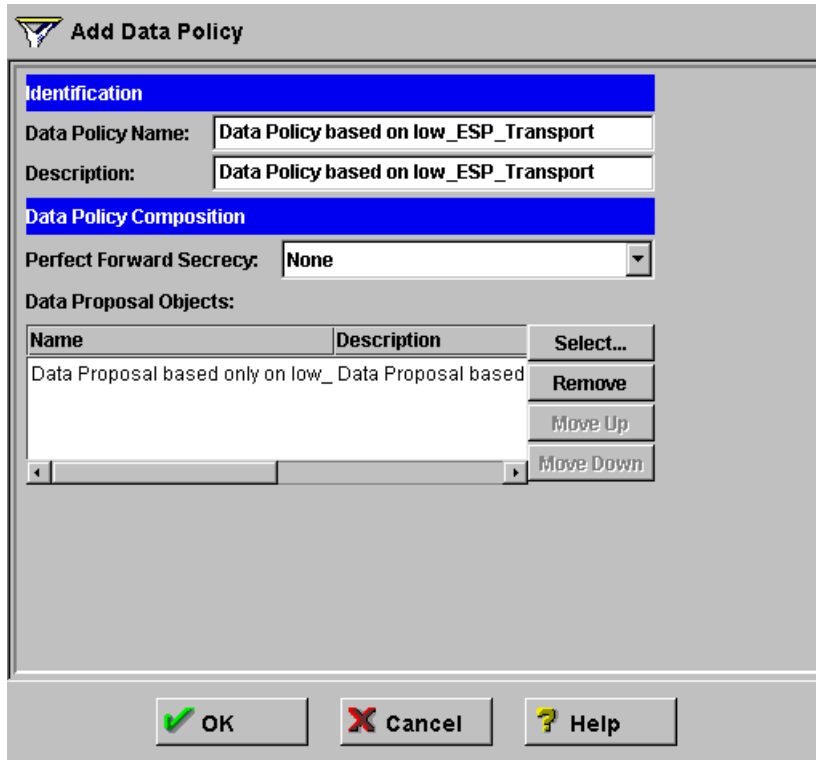 Add Data Policy
Identification
Data Policy Name: Data Policy based on low_ESP_Transport
Description: Data Policy based on low_ESP_Transport
Data Policy Composition
Perfect Forward Secrecy: None
Data Proposal Objects:
Name Description Select...
Data Proposal based only on low_ Data Proposal based Remove
Move Up
Move Down
OK Cancel Help